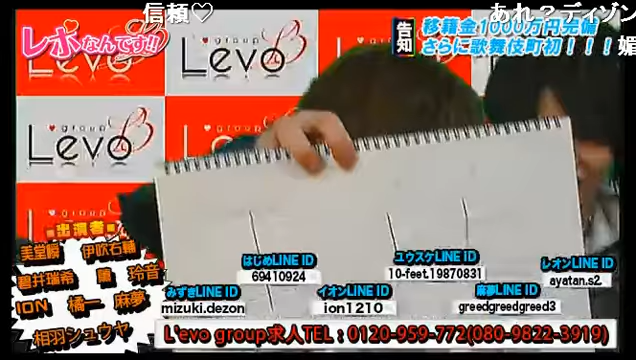 信頼♡
あれ？ディゾン
レホなんです!!
告知
移籍金1000万円完備
さらに歌舞伎町初！！！
媚
group
Levo
group
Levo
group
Levo
■出演者■
美堂 伊吹右輔
碧井瑞希 蘭 玲音
ION 橘一 麻夢
相羽シュウヤ
はじめLINE ID
69410924
ユウスケLINE ID
10-feet.19870831
レオンLINE ID
ayatan.s2
みずきLINE ID
mizuki.dezon
イオンLINE ID
ion1210
麻夢LINE ID
greedgreedgreed3
L'evo group求人TEL：0120-959-772(080-9822-3919)